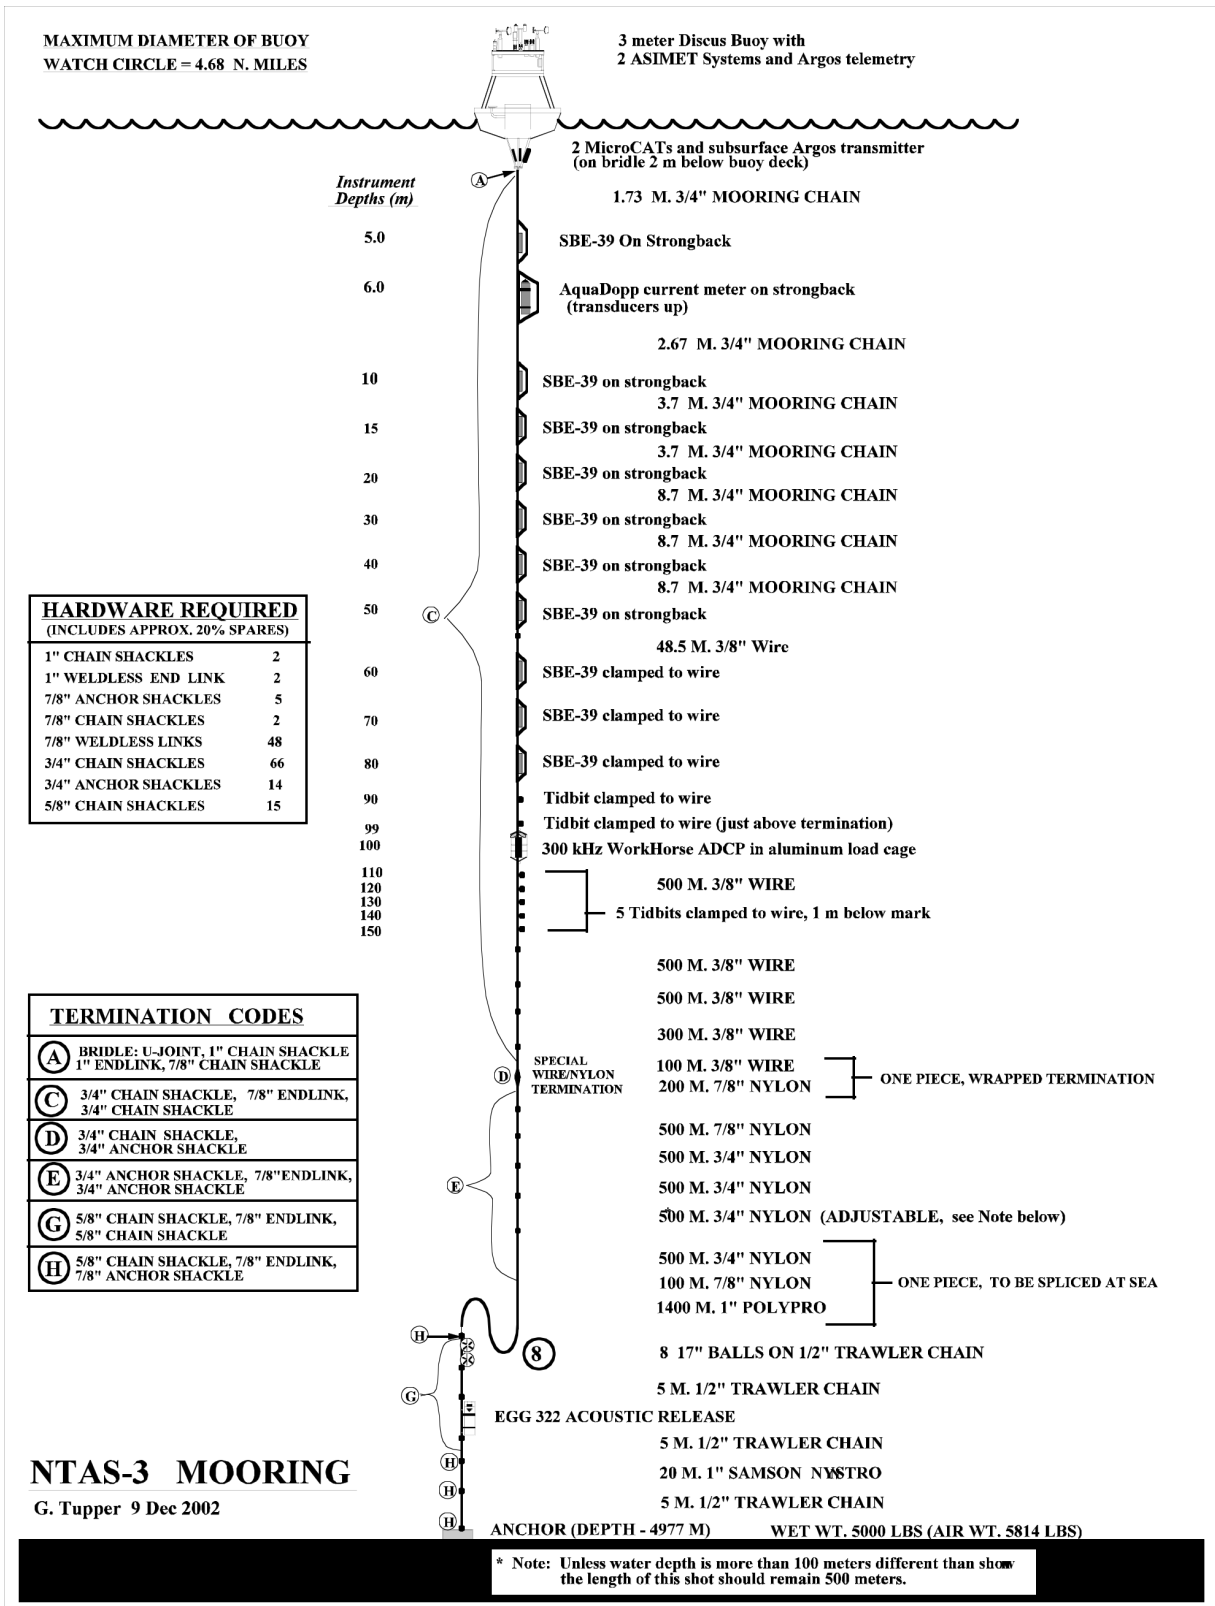 MAXIMUM DIAMETER OF BUOY
WATCH CIRCLE = 4.68 N. MILES
3 meter Discus Buoy with
2 ASIMET Systems and Argos telemetry
2 MicroCATs and subsurface Argos transmitter
(on bridle 2 m below buoy deck)
A
Instrument
Depths (m)
1.73 M. 3/4" MOORING CHAIN
5.0 SBE-39 On Strongback
6.0 AquaDopp current meter on strongback
(transducers up)
2.67 M. 3/4" MOORING CHAIN
10 SBE-39 on strongback
3.7 M. 3/4" MOORING CHAIN
15 SBE-39 on strongback
3.7 M. 3/4" MOORING CHAIN
20 SBE-39 on strongback
8.7 M. 3/4" MOORING CHAIN
30 SBE-39 on strongback
8.7 M. 3/4" MOORING CHAIN
40 SBE-39 on strongback
8.7 M. 3/4" MOORING CHAIN
50 SBE-39 on strongback
C
48.5 M. 3/8" Wire
60 SBE-39 clamped to wire
70 SBE-39 clamped to wire
80 SBE-39 clamped to wire
90 Tidbit clamped to wire
99 Tidbit clamped to wire (just above termination)
100 300 kHz WorkHorse ADCP in aluminum load cage
110
120
130
140
150
500 M. 3/8" WIRE
5 Tidbits clamped to wire, 1 m below mark
HARDWARE REQUIRED
(INCLUDES APPROX. 20% SPARES)
1" CHAIN SHACKLES 2
1" WELDLESS END LINK 2
7/8" ANCHOR SHACKLES 5
7/8" CHAIN SHACKLES 2
7/8" WELDLESS LINKS 48
3/4" CHAIN SHACKLES 66
3/4" ANCHOR SHACKLES 14
5/8" CHAIN SHACKLES 15
500 M. 3/8" WIRE
500 M. 3/8" WIRE
300 M. 3/8" WIRE
D
SPECIAL
WIRE/NYLON
TERMINATION
100 M. 3/8" WIRE
200 M. 7/8" NYLON
ONE PIECE, WRAPPED TERMINATION
500 M. 7/8" NYLON
500 M. 3/4" NYLON
E
500 M. 3/4" NYLON
*
500 M. 3/4" NYLON (ADJUSTABLE, see Note below)
500 M. 3/4" NYLON
100 M. 7/8" NYLON
1400 M. 1" POLYPRO
ONE PIECE, TO BE SPLICED AT SEA
TERMINATION CODES
A BRIDLE: U-JOINT, 1" CHAIN SHACKLE
1" ENDLINK, 7/8" CHAIN SHACKLE
C 3/4" CHAIN SHACKLE, 7/8" ENDLINK,
3/4" CHAIN SHACKLE
D 3/4" CHAIN SHACKLE,
3/4" ANCHOR SHACKLE
E 3/4" ANCHOR SHACKLE, 7/8"ENDLINK,
3/4" ANCHOR SHACKLE
G 5/8" CHAIN SHACKLE, 7/8" ENDLINK,
5/8" CHAIN SHACKLE
H 5/8" CHAIN SHACKLE, 7/8" ENDLINK,
7/8" ANCHOR SHACKLE
H
8
8 17" BALLS ON 1/2" TRAWLER CHAIN
G
5 M. 1/2" TRAWLER CHAIN
EGG 322 ACOUSTIC RELEASE
5 M. 1/2" TRAWLER CHAIN
H
20 M. 1" SAMSON NYSTRO
H
5 M. 1/2" TRAWLER CHAIN
H
ANCHOR (DEPTH - 4977 M) WET WT. 5000 LBS (AIR WT. 5814 LBS)
NTAS-3 MOORING
G. Tupper 9 Dec 2002
* Note: Unless water depth is more than 100 meters different than show
the length of this shot should remain 500 meters.